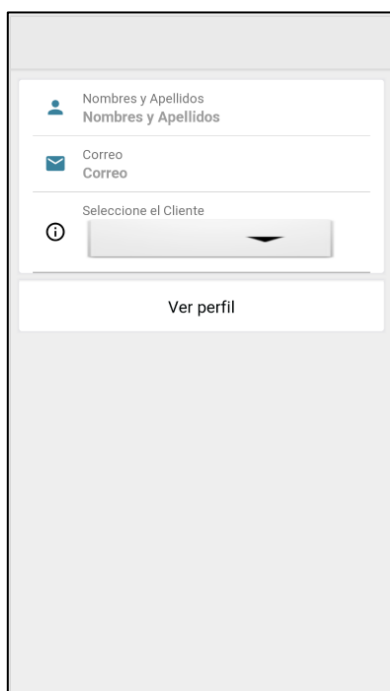 Nombres y Apellidos
Nombres y Apellidos
Correo
Correo
Seleccione el Cliente
Ver perfil